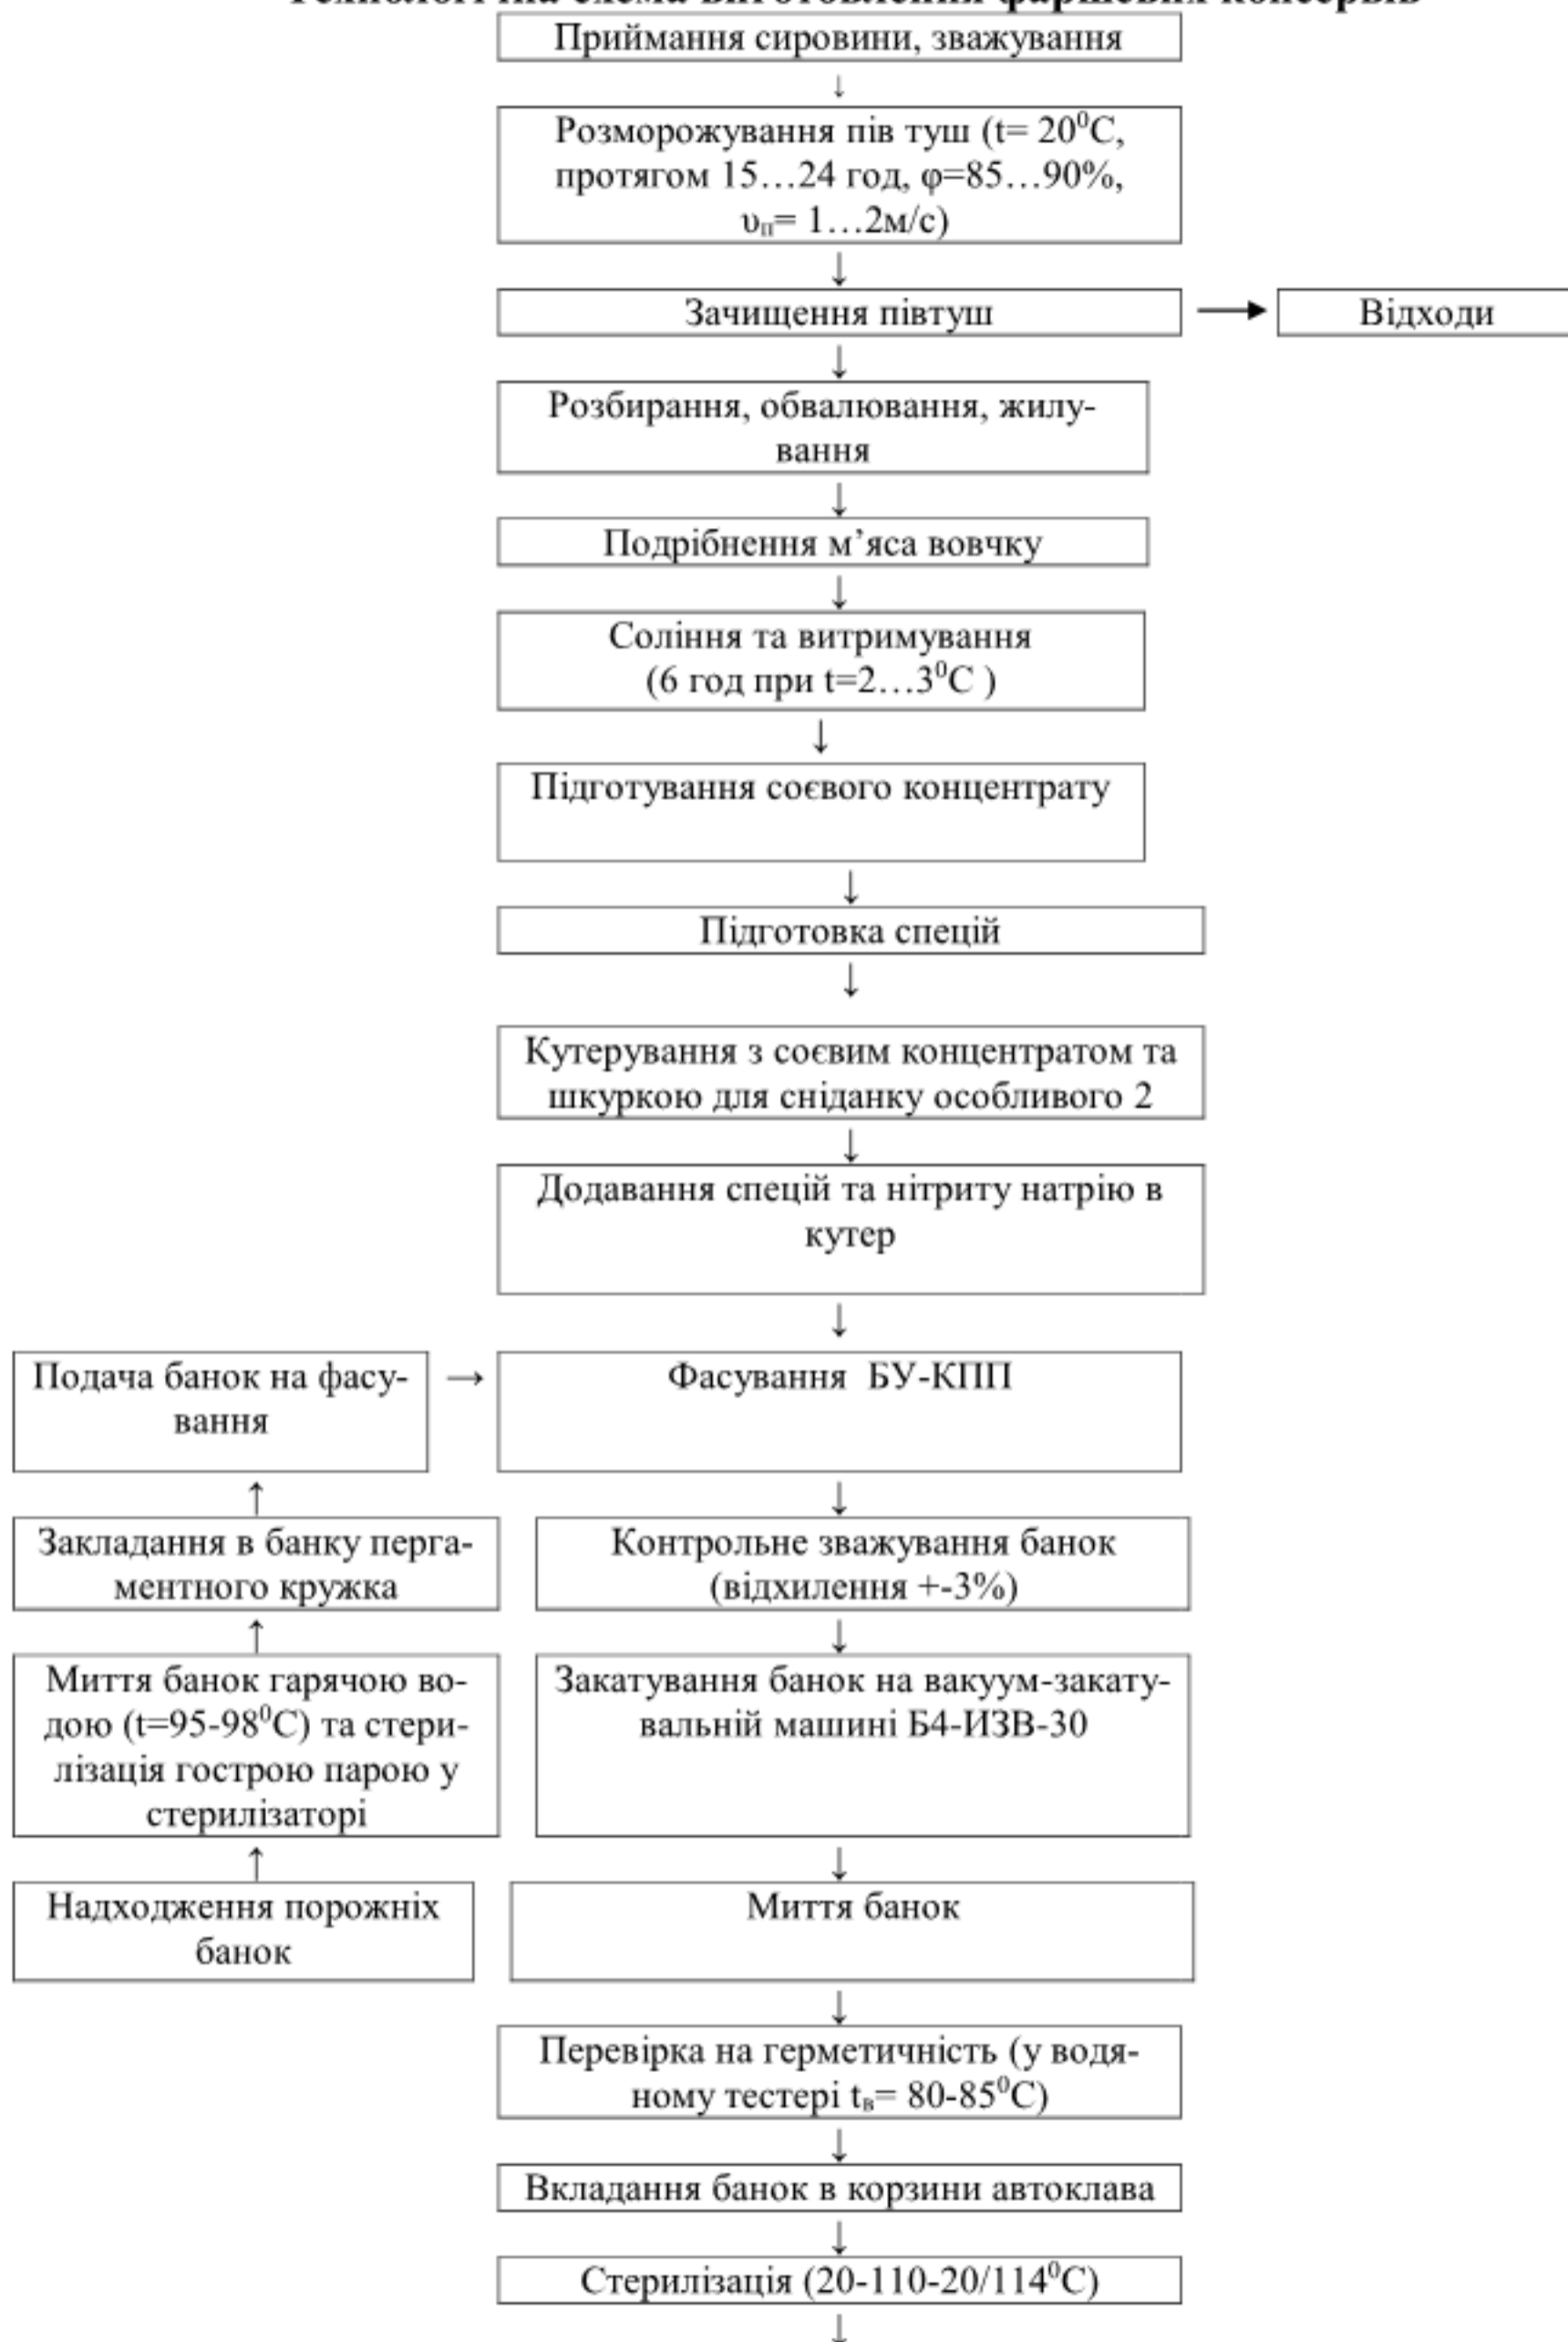 Технологічна схема виготовлення фаршевих консервів
Приймання сировини, зважування
↓
Розморожування пів туш (t= 20⁰С,
протягом 15…24 год, φ=85…90%,
υп= 1…2м/с)
↓
Зачищення півтуш → Відходи
↓
Розбирання, обвалювання, жилу-
вання
↓
Подрібнення м’яса вовчку
↓
Соління та витримування
(6 год при t=2…3⁰С )
↓
Підготування соєвого концентрату
↓
Підготовка спецій
↓
Кутерування з соєвим концентратом та
шкуркою для сніданку особливого 2
↓
Додавання спецій та нітриту натрію в
кутер
↓
Подача банок на фасу-
вання
→
Фасування БУ-КПП
↑
↓
Закладання в банку перга-
ментного кружка
Контрольне зважування банок
(відхилення +-3%)
↑
↓
Миття банок гарячою во-
дою (t=95-98⁰С) та стери-
лізація гострою парою у
стерилізаторі
Закатування банок на вакуум-закату-
вальній машині Б4-ИЗВ-30
↑
↓
Надходження порожніх
банок
Миття банок
↓
Перевірка на герметичність (у водя-
ному тестері tв= 80-85⁰С)
↓
Вкладання банок в корзини автоклава
↓
Стерилізація (20-110-20/114⁰С)
↓